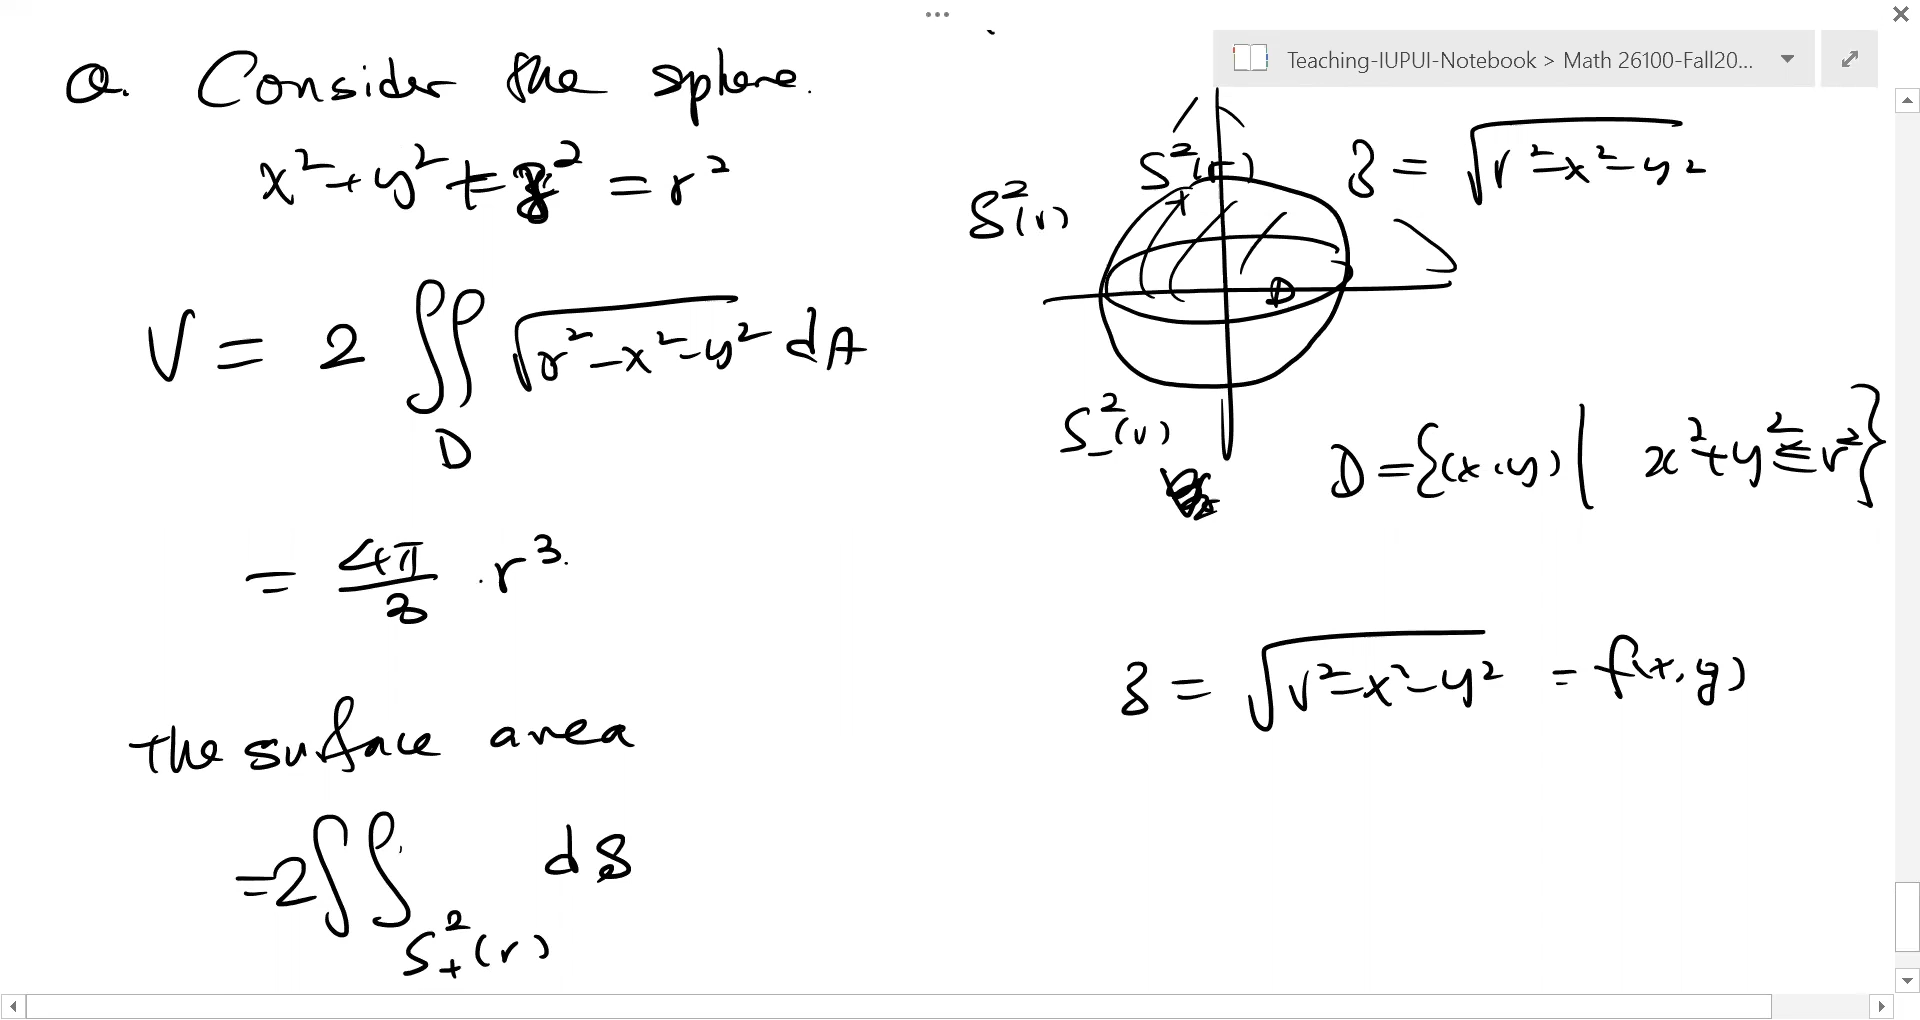 Q. Consider the sphere.
x² + y² + z² = r²
V = 2 ∬_D √(r² - x² - y²) dA
= 4π/3 · r³.
The surface area
= 2 ∬_{S²₊(r)} dS
Teaching-IUPUI-Notebook > Math 26100-Fall20...
S²₊(r)
z = √(r² - x² - y²)
S²(r)
D
S²₋(r)
D = {(x,y) | x² + y² ≤ r²}
z = √(r² - x² - y²) = f(x,y)